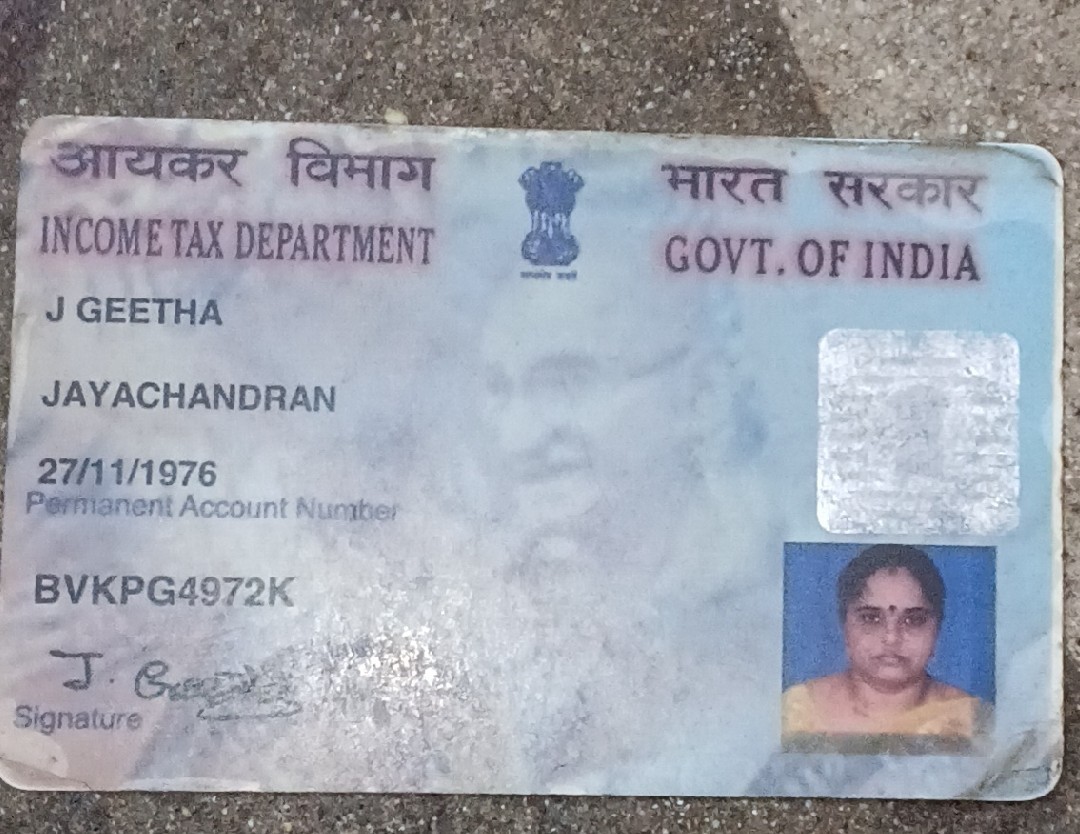 आयकर विभाग
भारत सरकार
INCOME TAX DEPARTMENT
GOVT. OF INDIA
J GEETHA
JAYACHANDRAN
27/11/1976
Permanent Account Number
BVKPG4972K
J. Geetha
Signature